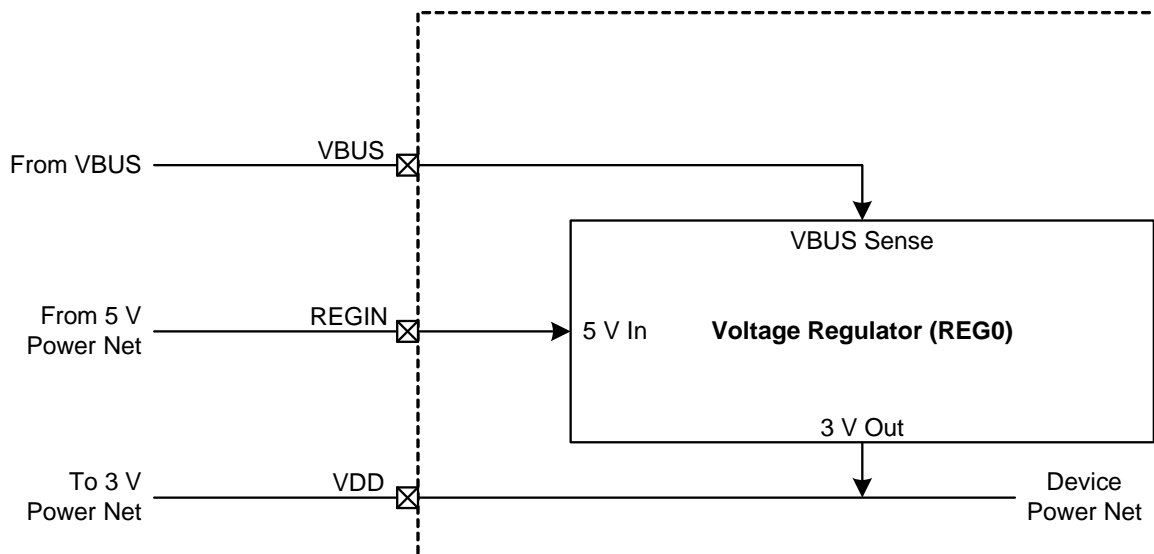 From VBUS
VBUS
VBUS Sense
From 5 V
Power Net
REGIN
5 V In
Voltage Regulator (REG0)
3 V Out
To 3 V
Power Net
VDD
Device
Power Net